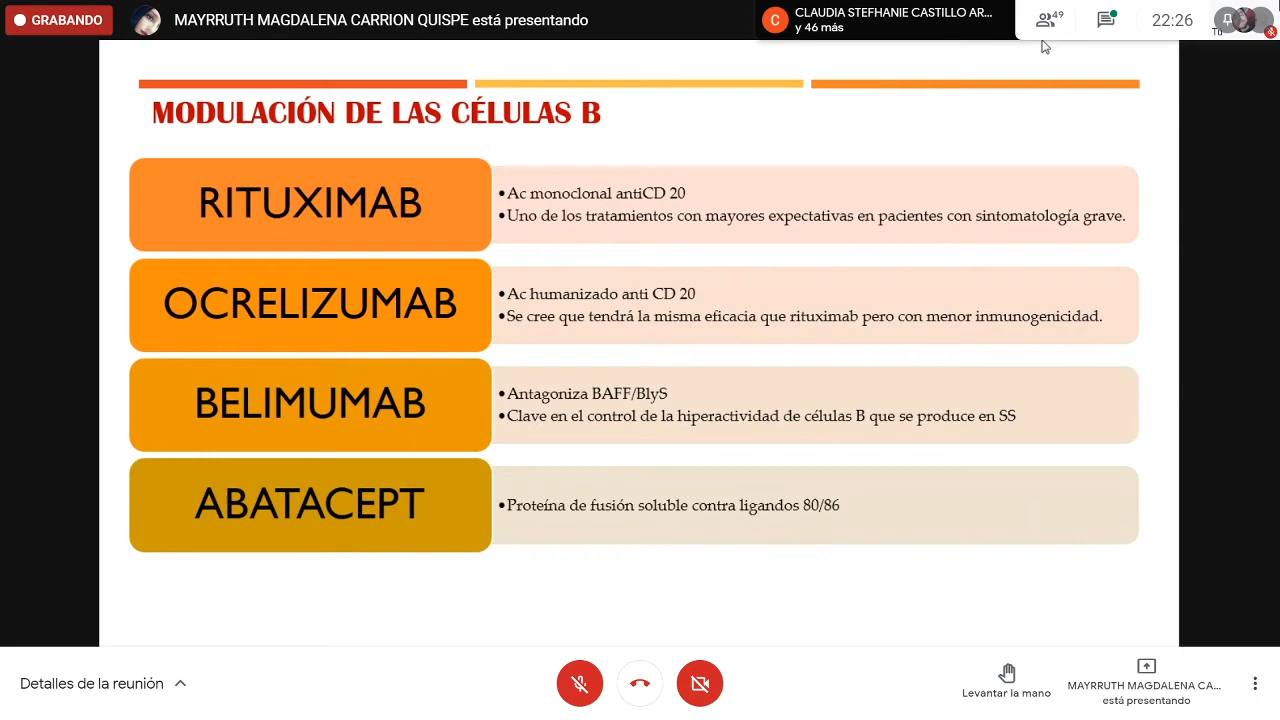 GRABANDO
MAYRRUTH MAGDALENA CARRION QUISPE está presentando
C
CLAUDIA STEFHANIE CASTILLO AR...
y 46 más
49
22:26
Tú
MODULACIÓN DE LAS CÉLULAS B
RITUXIMAB
•Ac monoclonal antiCD 20
•Uno de los tratamientos con mayores expectativas en pacientes con sintomatología grave.
OCRELIZUMAB
•Ac humanizado anti CD 20
•Se cree que tendrá la misma eficacia que rituximab pero con menor inmunogenicidad.
BELIMUMAB
•Antagoniza BAFF/BlyS
•Clave en el control de la hiperactividad de células B que se produce en SS
ABATACEPT
•Proteína de fusión soluble contra ligandos 80/86
Detalles de la reunión
Levantar la mano
MAYRRUTH MAGDALENA CA...
está presentando